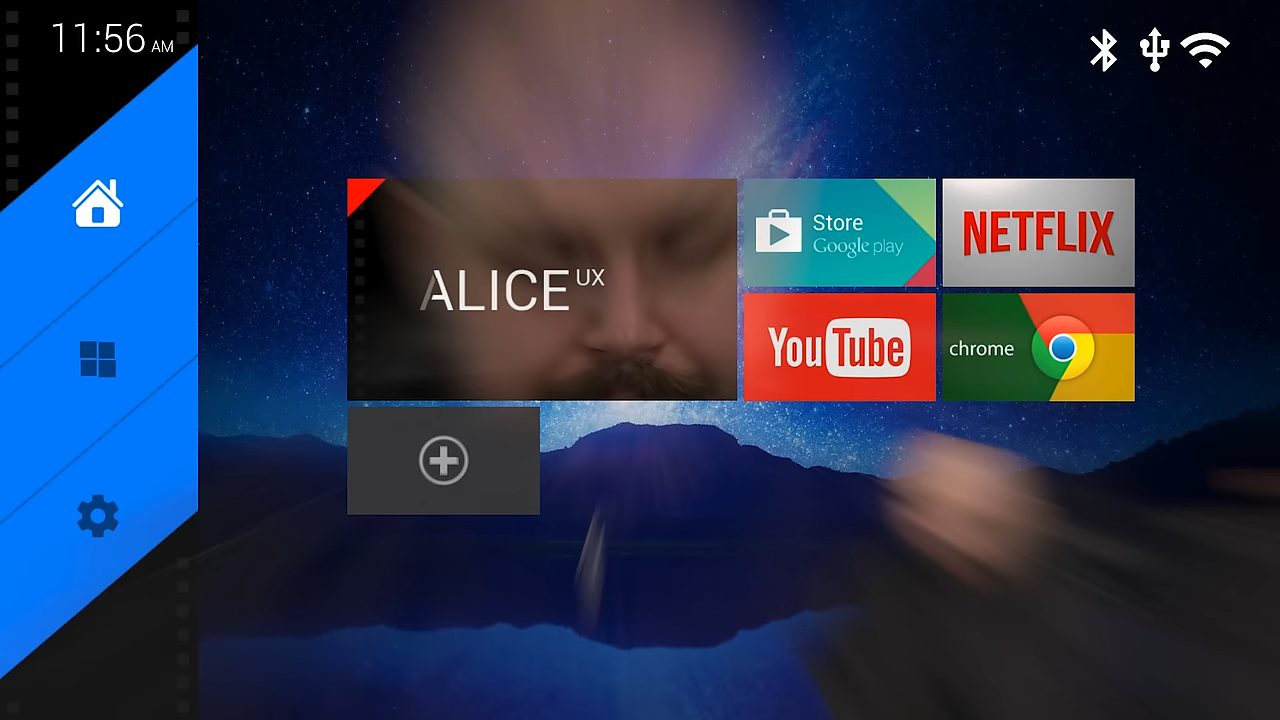 11:56 AM
ALICE UX
Store
Google play
NETFLIX
YouTube
chrome